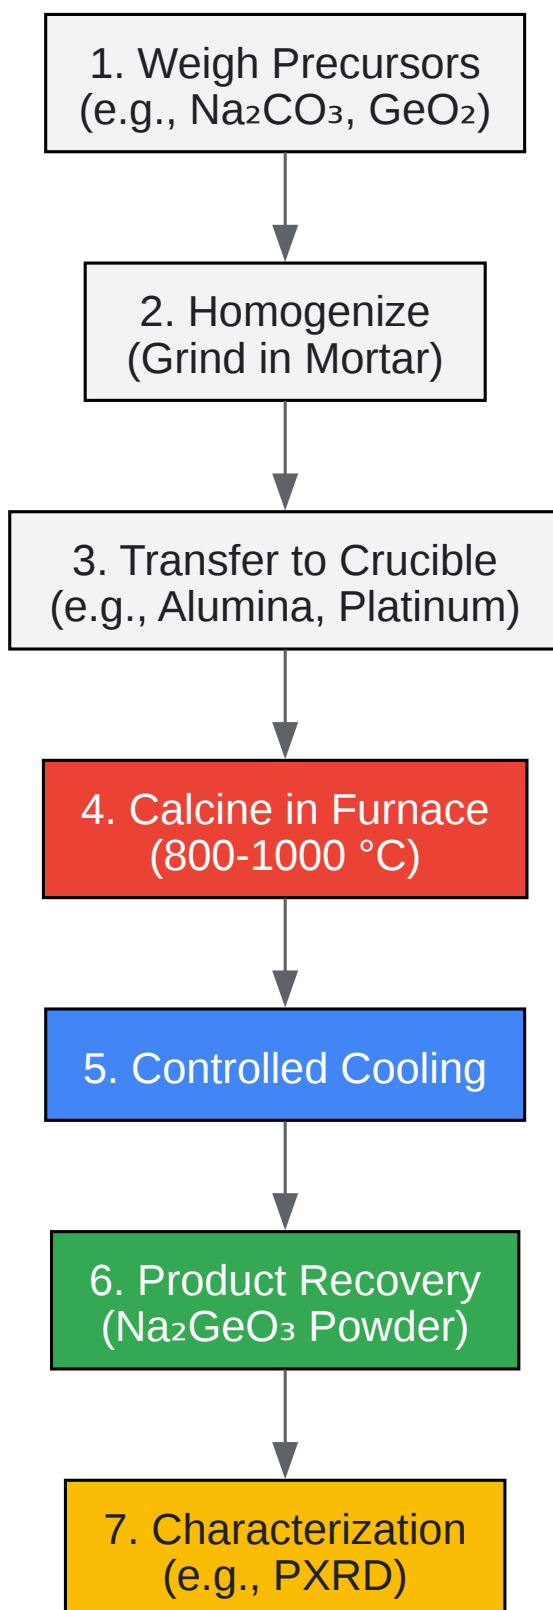 1. Weigh Precursors
(e.g., Na₂CO₃, GeO₂)
2. Homogenize
(Grind in Mortar)
3. Transfer to Crucible
(e.g., Alumina, Platinum)
4. Calcine in Furnace
(800-1000 °C)
5. Controlled Cooling
6. Product Recovery
(Na₂GeO₃ Powder)
7. Characterization
(e.g., PXRD)